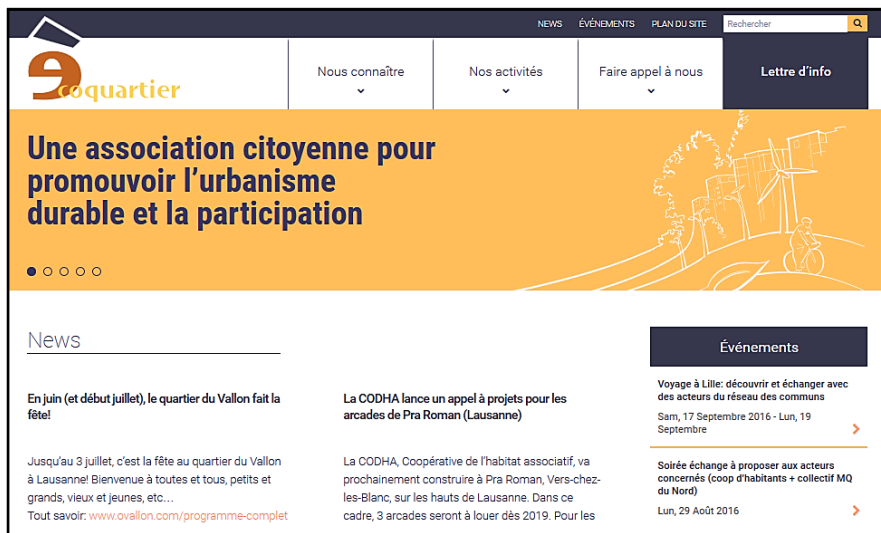 NEWS ÉVÉNEMENTS PLAN DU SITE Rechercher
écoquartier
Nous connaître
Nos activités
Faire appel à nous
Lettre d'info
Une association citoyenne pour
promouvoir l'urbanisme
durable et la participation
News
En juin (et début juillet), le quartier du Vallon fait la
fête!
Jusqu'au 3 juillet, c'est la fête au quartier du Vallon
à Lausanne! Bienvenue à toutes et tous, petits et
grands, vieux et jeunes, etc...
Tout savoir: www.ovallon.com/programme-complet
La CODHA lance un appel à projets pour les
arcades de Pra Roman (Lausanne)
La CODHA, Coopérative de l'habitat associatif, va
prochainement construire à Pra Roman, Vers-chez-
les-Blanc, sur les hauts de Lausanne. Dans ce
cadre, 3 arcades seront à louer dès 2019. Pour les
Événements
Voyage à Lille: découvrir et échanger avec
des acteurs du réseau des communs
Sam, 17 Septembre 2016 - Lun, 19
Septembre
Soirée échange à proposer aux acteurs
concernés (coop d'habitants + collectif MQ
du Nord)
Lun, 29 Août 2016